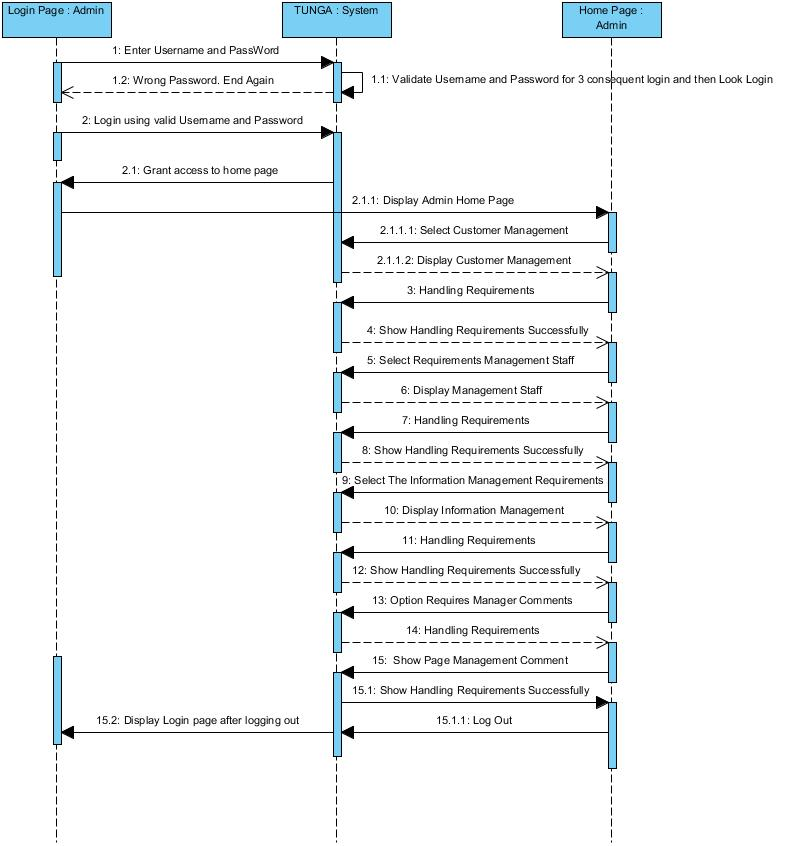 Login Page : Admin
TUNGA : System
Home Page :
Admin
1: Enter Username and PassWord
1.1: Validate Username and Password for 3 consequent login and then Look Login
1.2: Wrong Password. End Again
2: Login using valid Username and Password
2.1: Grant access to home page
2.1.1: Display Admin Home Page
2.1.1.1: Select Customer Management
2.1.1.2: Display Customer Management
3: Handling Requirements
4: Show Handling Requirements Successfully
5: Select Requirements Management Staff
6: Display Management Staff
7: Handling Requirements
8: Show Handling Requirements Successfully
9: Select The Information Management Requirements
10: Display Information Management
11: Handling Requirements
12: Show Handling Requirements Successfully
13: Option Requires Manager Comments
14: Handling Requirements
15: Show Page Management Comment
15.1: Show Handling Requirements Successfully
15.2: Display Login page after logging out
15.1.1: Log Out